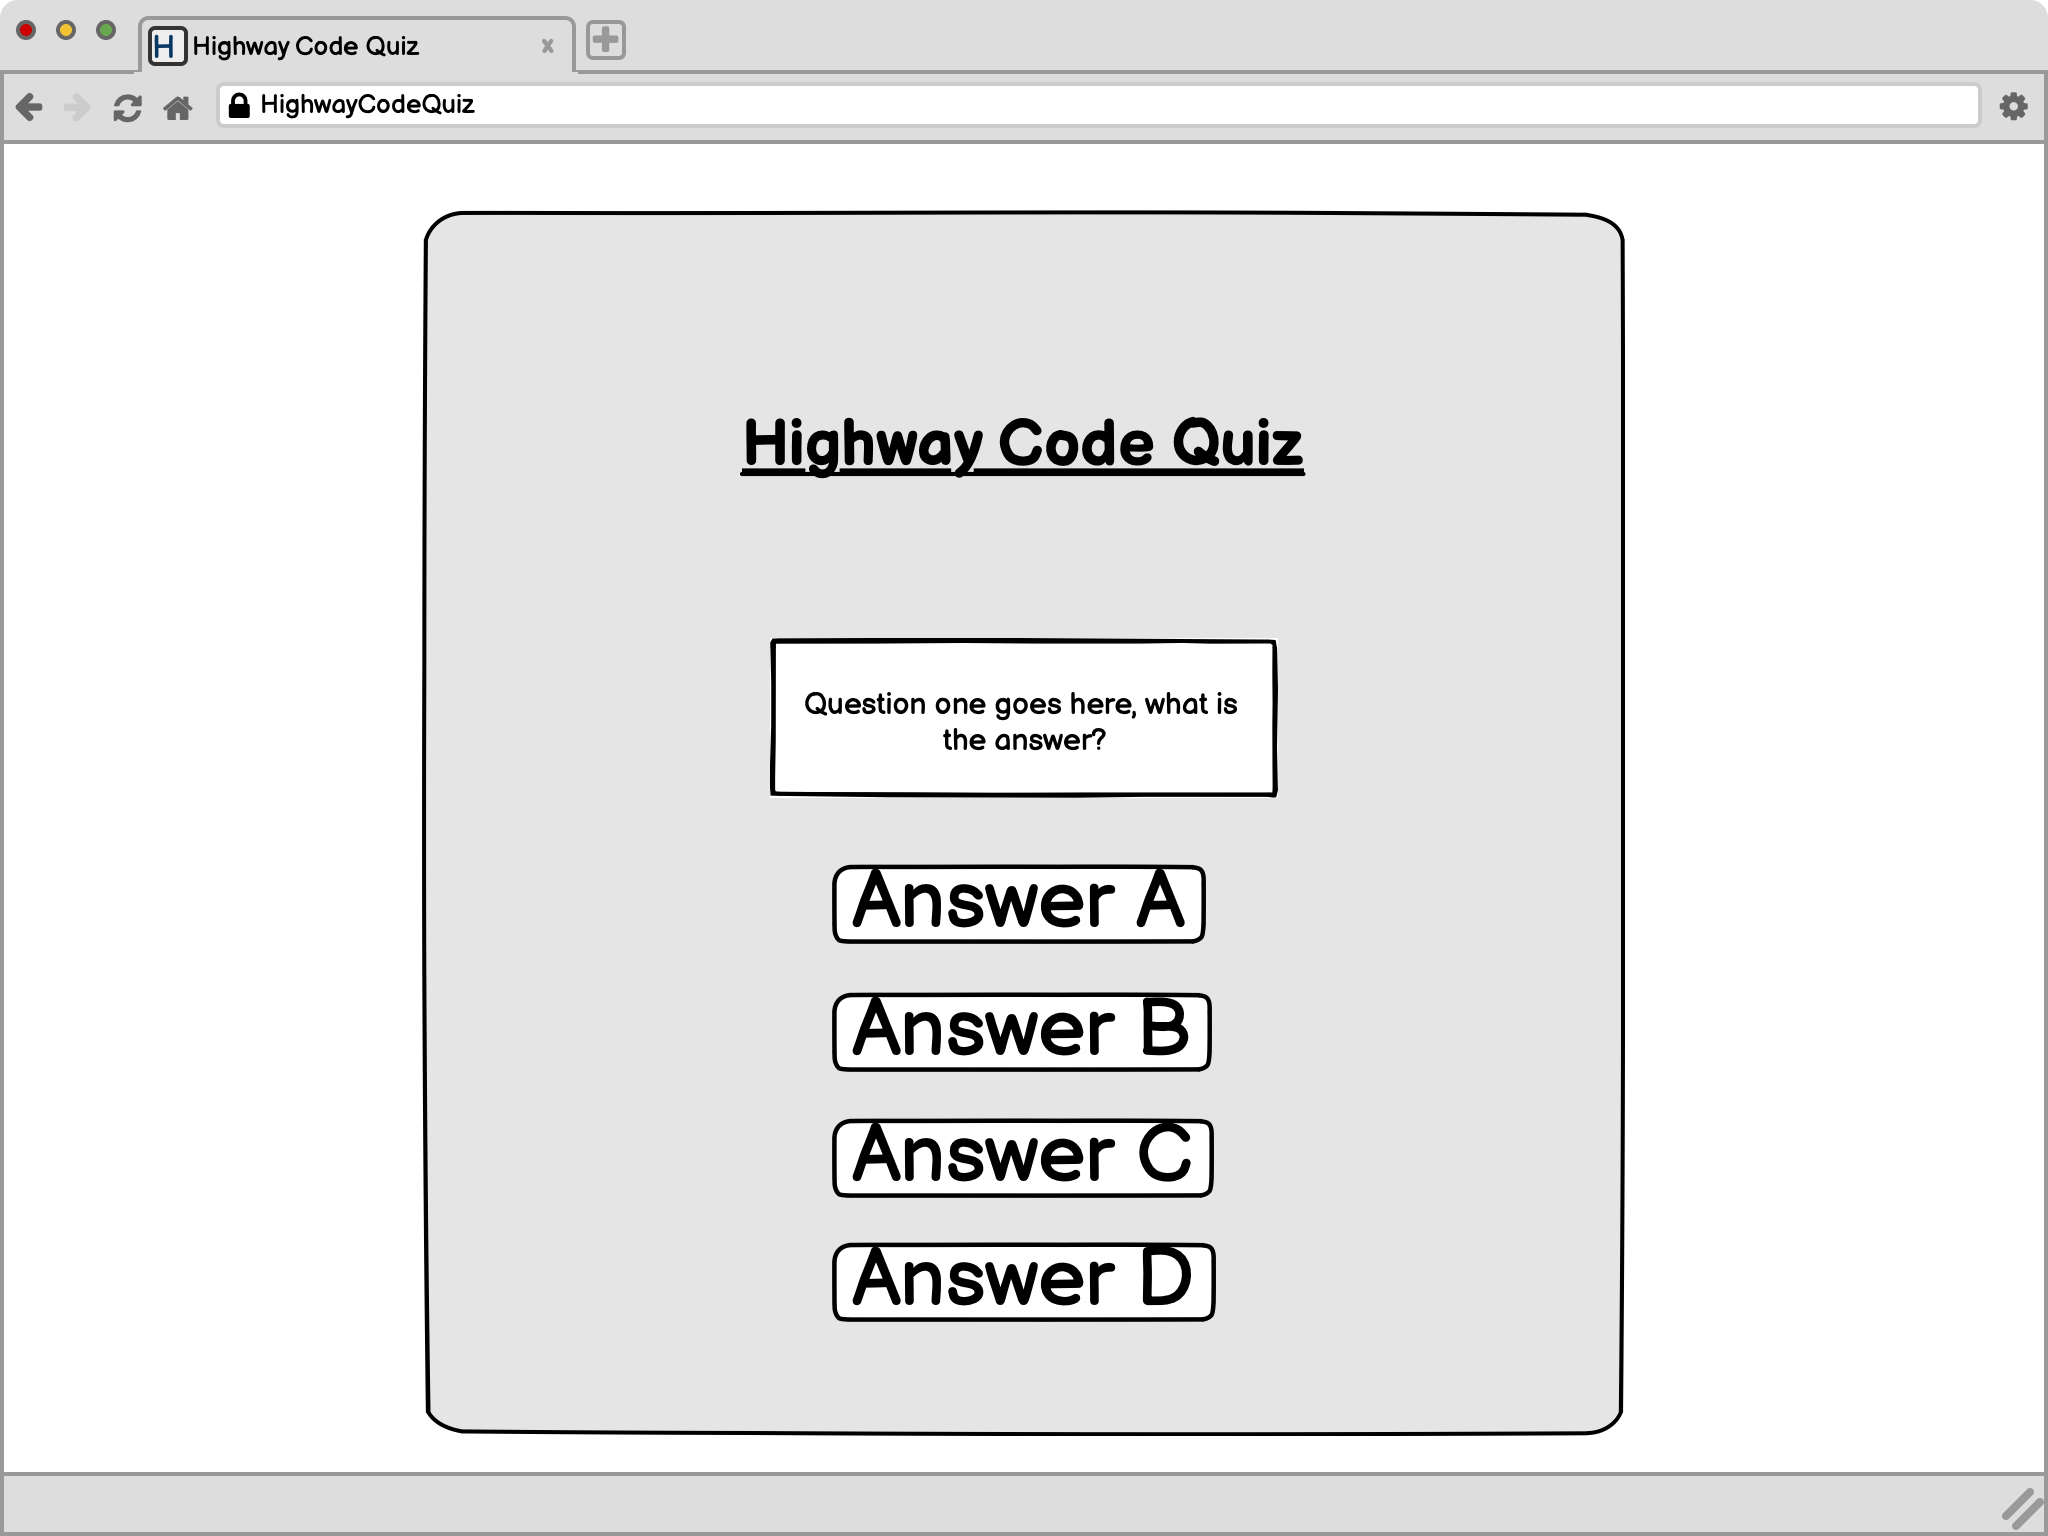 H Highway Code Quiz x
HighwayCodeQuiz
Highway Code Quiz
Question one goes here, what is
the answer?
Answer A
Answer B
Answer C
Answer D